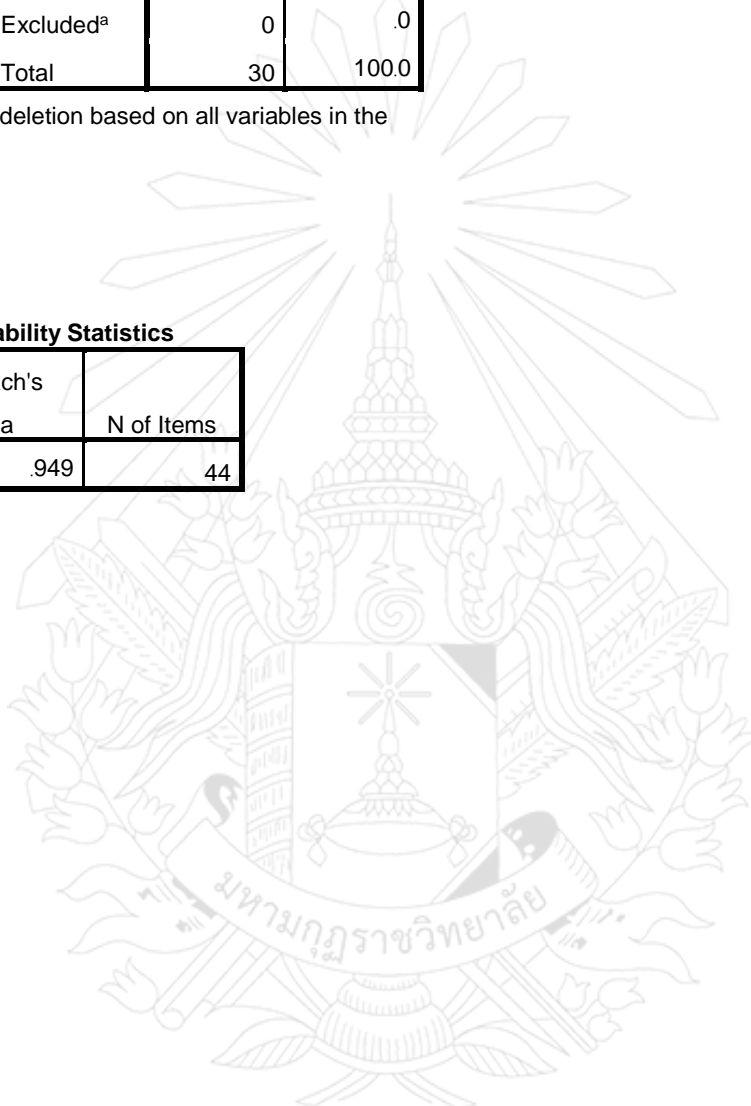 Excludedᵃ 0 .0
Total 30 100.0
deletion based on all variables in the
ability Statistics
ch's
a N of Items
.949 44
มหามกุฏราชวิทยาลัย